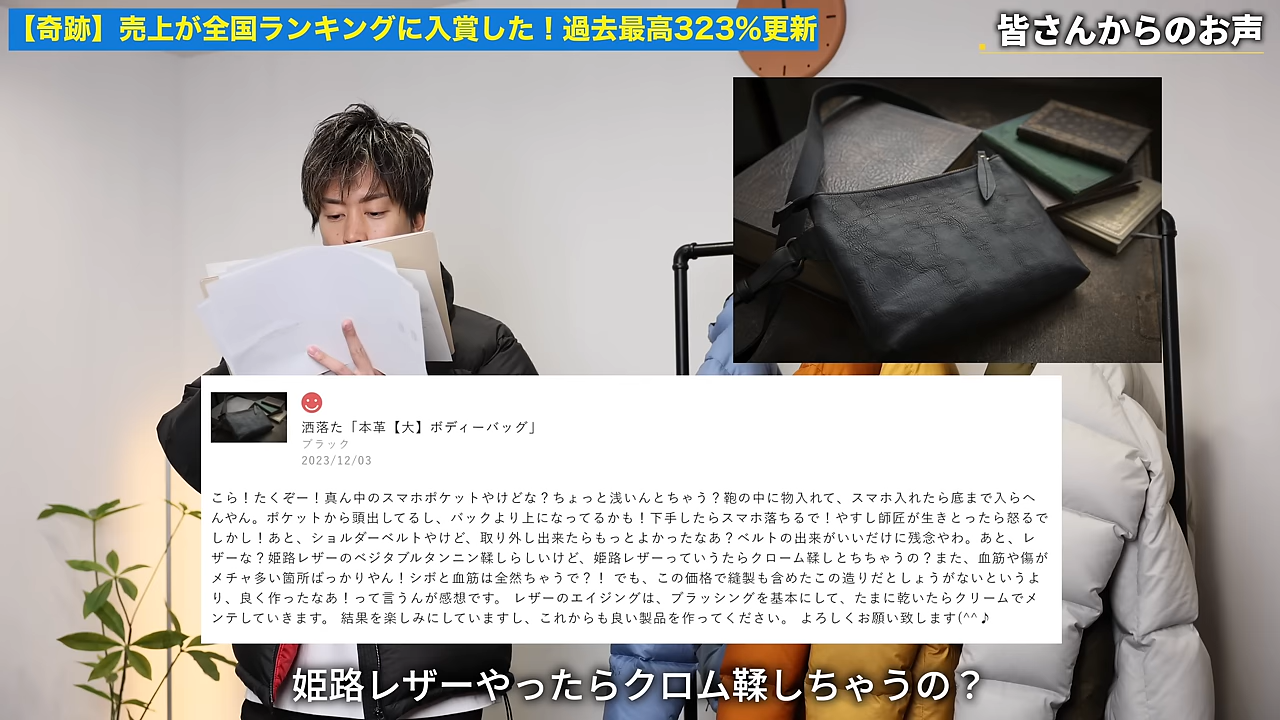 【奇跡】売上が全国ランキングに入賞した！過去最高323%更新
皆さんからのお声
洒落た「本革【大】ボディーバッグ」
ブラック
2023/12/03
こら！たくぞー！真ん中のスマホポケットやけどな？ちょっと浅いんとちゃう？鞄の中に物入れて、スマホ入れたら底まで入らへ
んやん。ポケットから頭出してるし、バックより上になってるかも！下手したらスマホ落ちるで！やすし師匠が生きとったら怒るで
しかし！あと、ショルダーベルトやけど、取り外し出来たらもっとよかったなあ？ベルトの出来がいいだけに残念やわ。あと、レ
ザーな？姫路レザーのベジタブルタンニン鞣しらしいけど、姫路レザーっていうたらクローム鞣しとちちゃうの？また、血筋や傷が
メチャ多い箇所ばっかりやん！シボと血筋は全然ちゃうで？！ でも、この価格で縫製も含めたこの造りだとしょうがないというよ
り、良く作ったなあ！って言うんが感想です。 レザーのエイジングは、ブラッシングを基本にして、たまに乾いたらクリームでメ
ンテしていきます。 結果を楽しみにしていますし、これからも良い製品を作ってください。 よろしくお願い致します(^^♪
姫路レザーやったらクロム鞣しちゃうの？